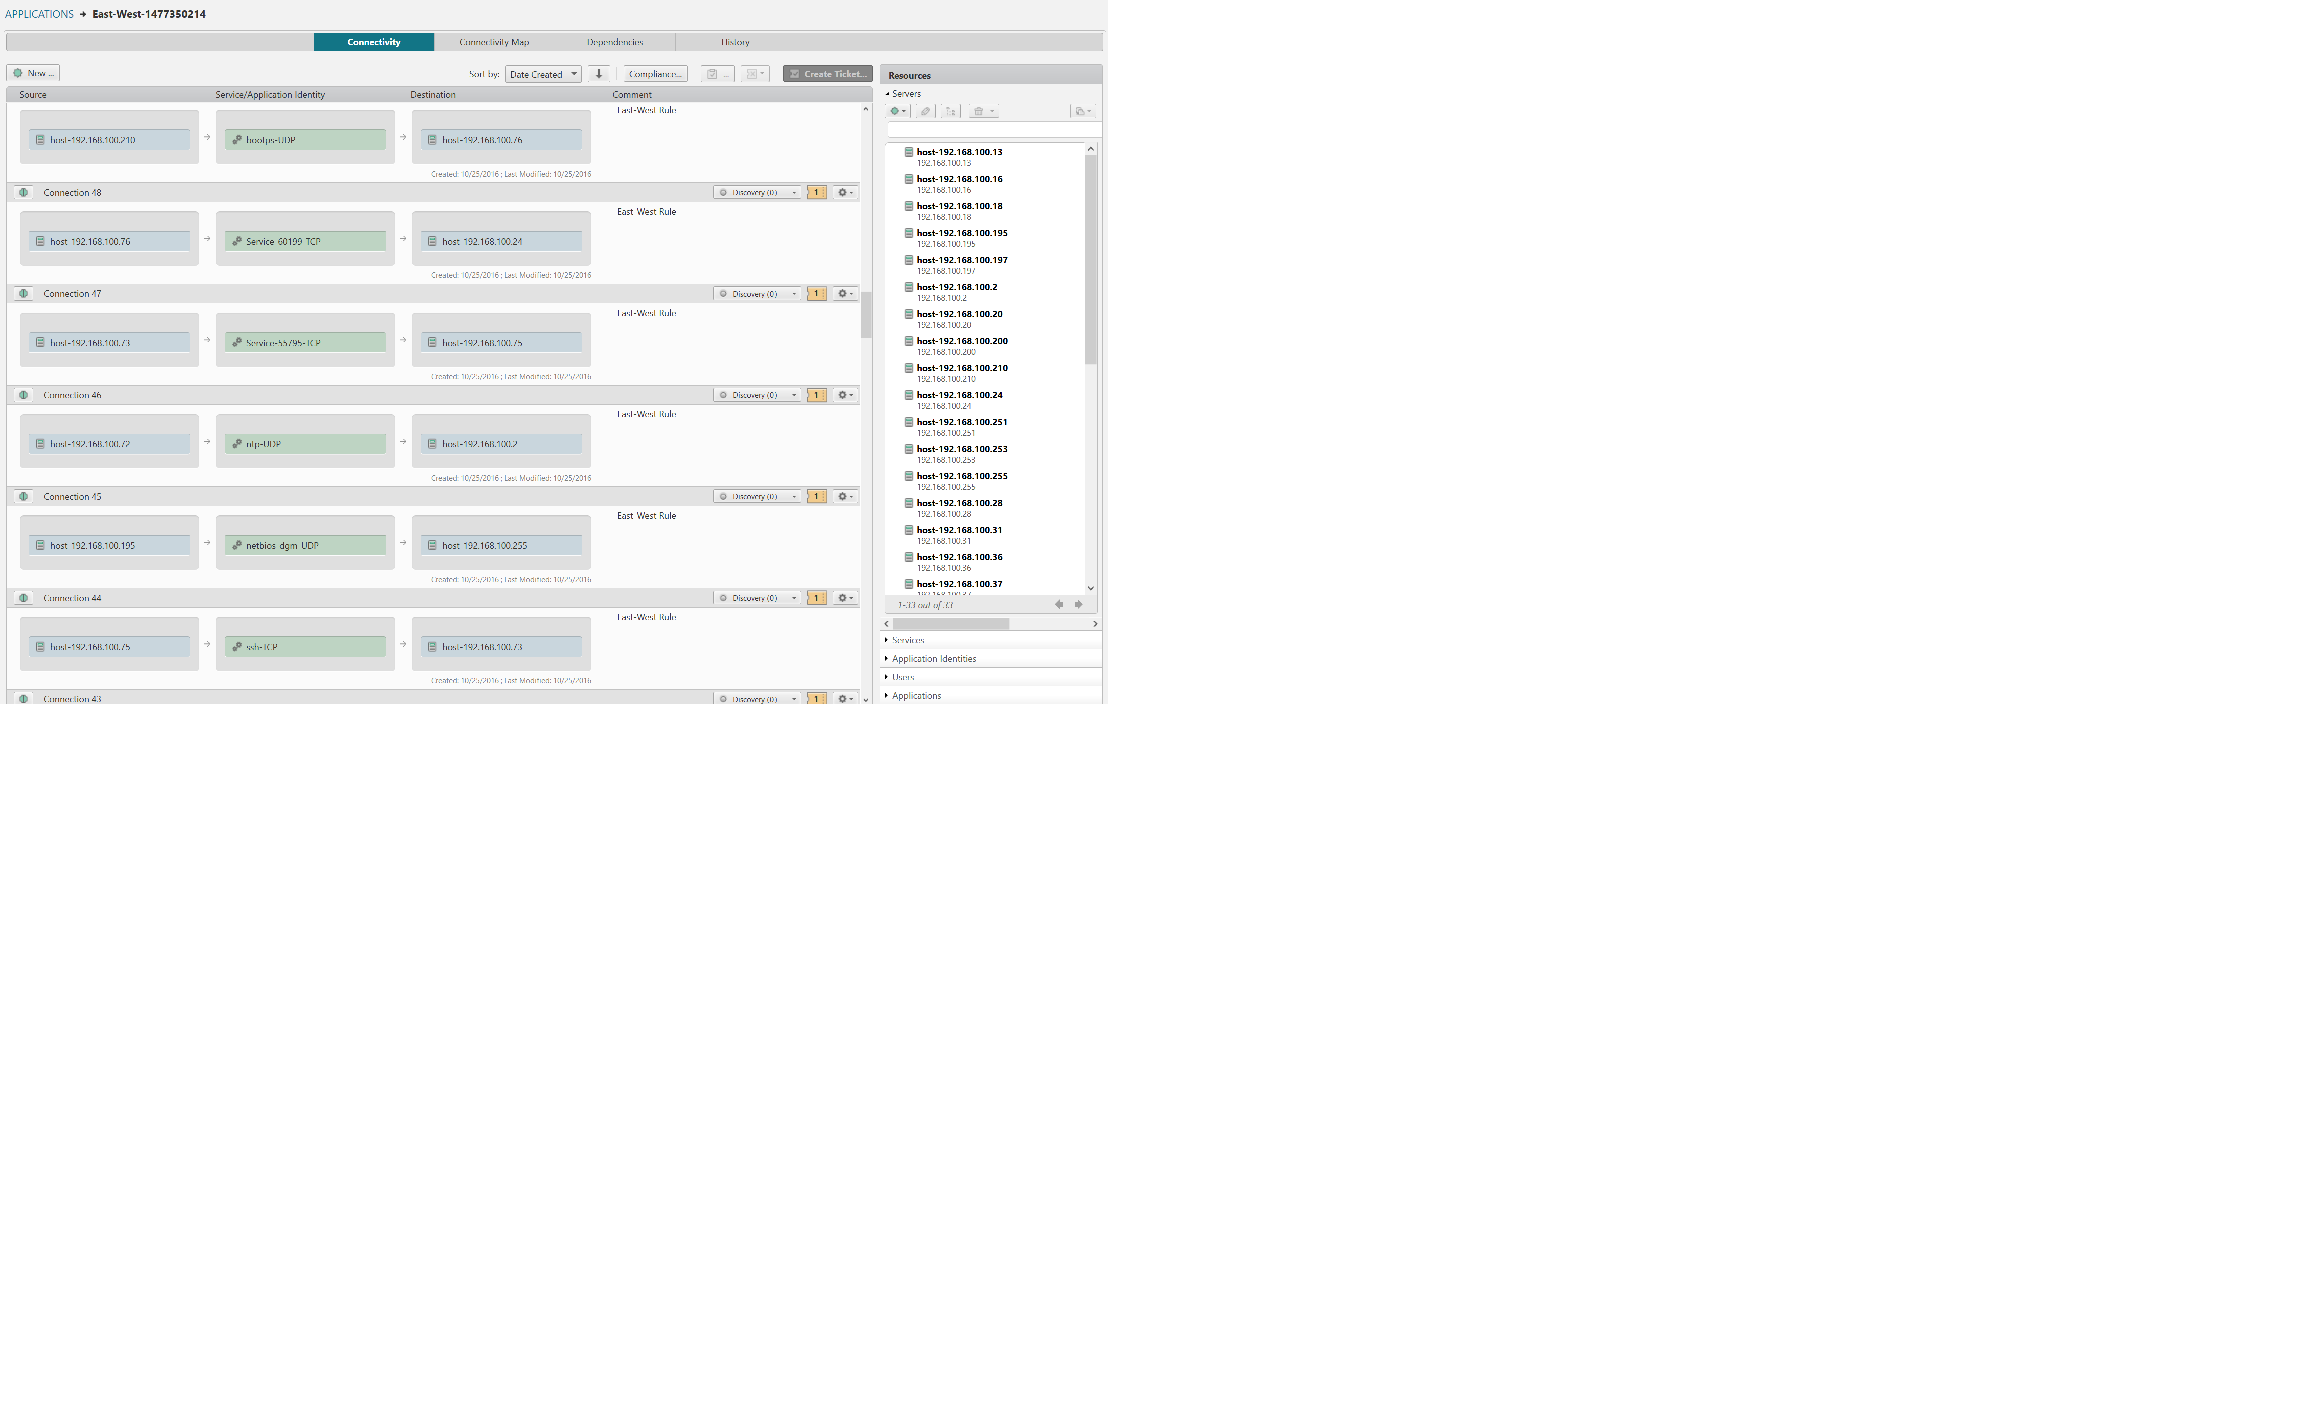 APPLICATIONS → East-West-1477350214
Connectivity
Connectivity Map
Dependencies
History
New ...
Sort by:
Date Created
Compliance...
...
Create Ticket...
Source
Service/Application Identity
Destination
Comment
host-192.168.100.210
bootps-UDP
host-192.168.100.76
East-West Rule
Created: 10/25/2016 ; Last Modified: 10/25/2016
Connection 48
Discovery (0)
1
host-192.168.100.76
Service-60199-TCP
host-192.168.100.24
East-West Rule
Created: 10/25/2016 ; Last Modified: 10/25/2016
Connection 47
Discovery (0)
1
host-192.168.100.73
Service-55795-TCP
host-192.168.100.75
East-West Rule
Created: 10/25/2016 ; Last Modified: 10/25/2016
Connection 46
Discovery (0)
1
host-192.168.100.72
ntp-UDP
host-192.168.100.2
East-West Rule
Created: 10/25/2016 ; Last Modified: 10/25/2016
Connection 45
Discovery (0)
1
host-192.168.100.195
netbios-dgm-UDP
host-192.168.100.255
East-West Rule
Created: 10/25/2016 ; Last Modified: 10/25/2016
Connection 44
Discovery (0)
1
host-192.168.100.75
ssh-TCP
host-192.168.100.73
East-West Rule
Created: 10/25/2016 ; Last Modified: 10/25/2016
Connection 43
Discovery (0)
1
Resources
Servers
host-192.168.100.13
192.168.100.13
host-192.168.100.16
192.168.100.16
host-192.168.100.18
192.168.100.18
host-192.168.100.195
192.168.100.195
host-192.168.100.197
192.168.100.197
host-192.168.100.2
192.168.100.2
host-192.168.100.20
192.168.100.20
host-192.168.100.200
192.168.100.200
host-192.168.100.210
192.168.100.210
host-192.168.100.24
192.168.100.24
host-192.168.100.251
192.168.100.251
host-192.168.100.253
192.168.100.253
host-192.168.100.255
192.168.100.255
host-192.168.100.28
192.168.100.28
host-192.168.100.31
192.168.100.31
host-192.168.100.36
192.168.100.36
host-192.168.100.37
192.168.100.37
1-33 out of 33
Services
Application Identities
Users
Applications